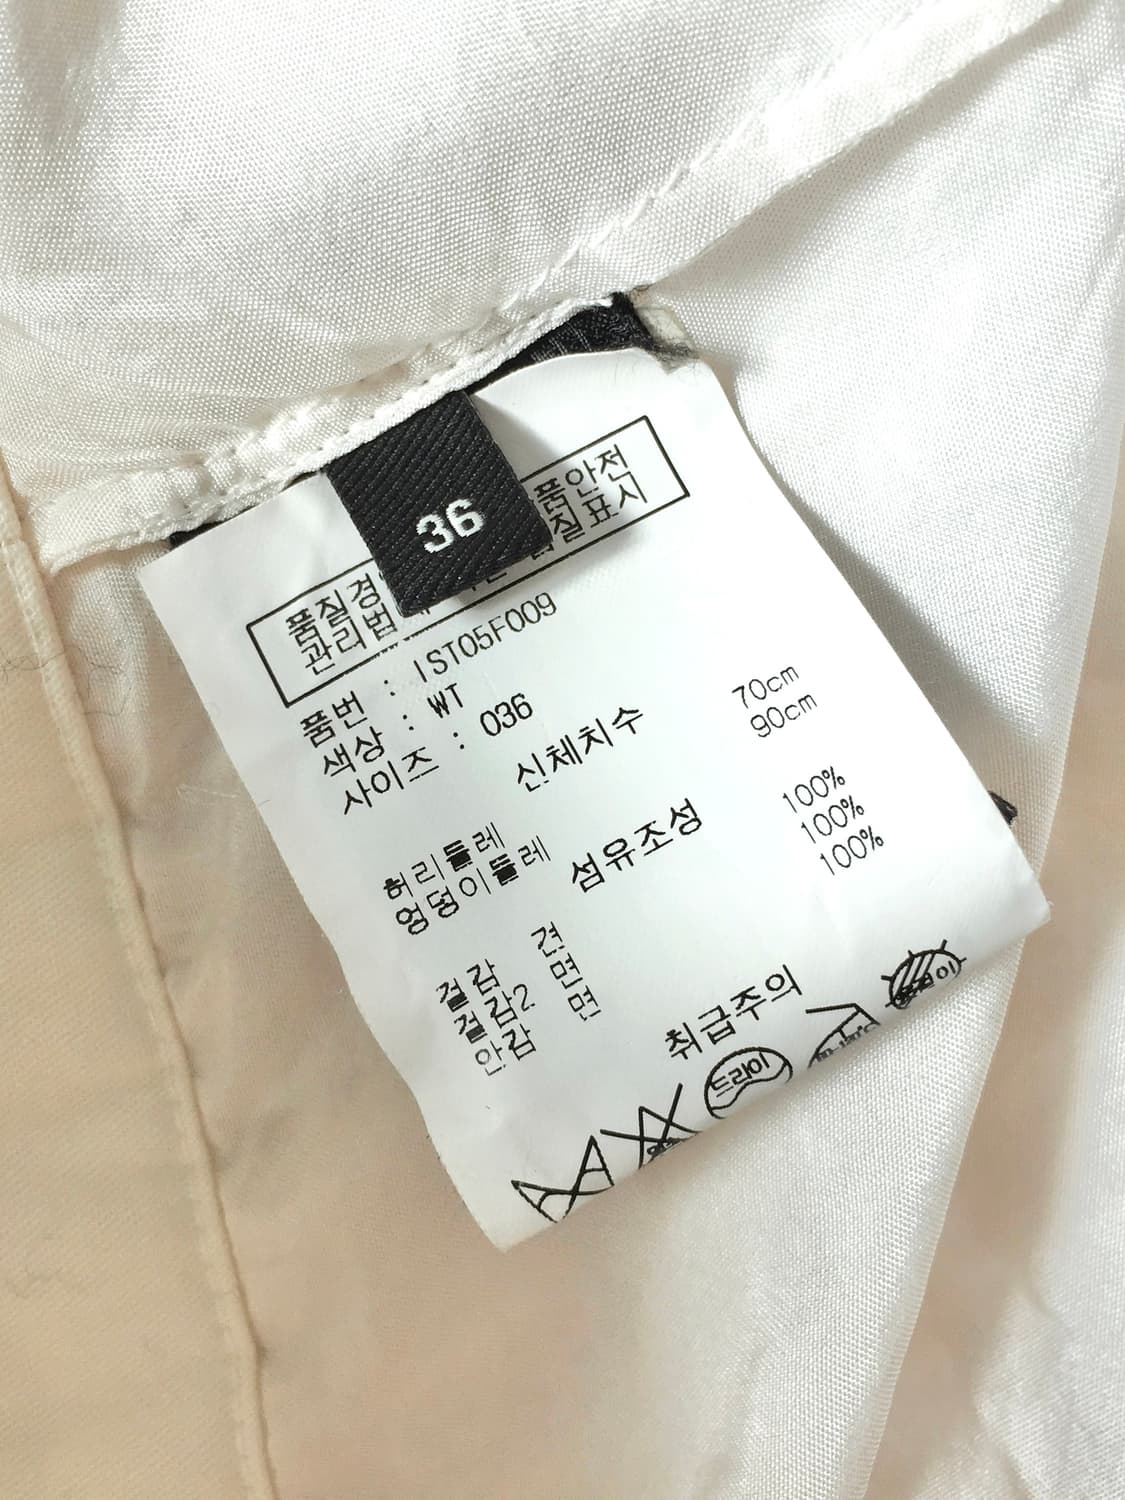 36
품질경
품안전
관리법
질표시
품번 : IST05F009
색상 : WT
사이즈 : 036
신체치수
허리둘레 70cm
엉덩이둘레 90cm
섬유조성
겉감 견 100%
겉감2 면 100%
안감 면 100%
취급주의
드라이